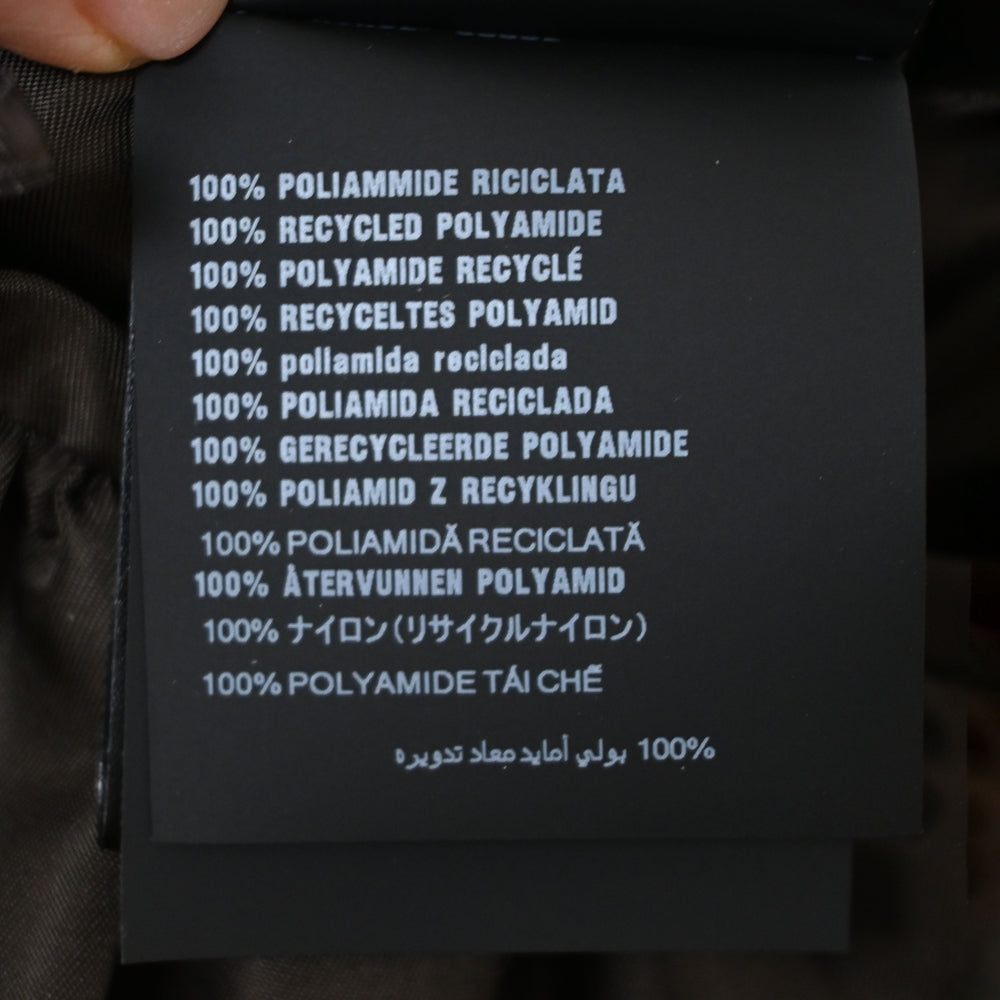 100% POLIAMMIDE RICICLATA
100% RECYCLED POLYAMIDE
100% POLYAMIDE RECYCLÉ
100% RECYCELTES POLYAMID
100% poliamida reciclada
100% POLIAMIDA RECICLADA
100% GERECYCLEERDE POLYAMIDE
100% POLIAMID Z RECYKLINGU
100% POLIAMIDĂ RECICLATĂ
100% ÅTERVUNNEN POLYAMID
100% ナイロン(リサイクルナイロン)
100% POLYAMIDE TÁI CHẾ
100% بولي أمايد معاد تدويره